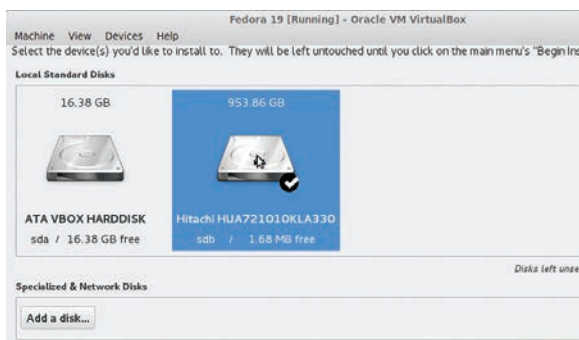 Fedora 19 [Running] - Oracle VM VirtualBox
Machine View Devices Help
Select the device(s) you'd like to install to. They will be left untouched until you click on the main menu's "Begin Ins
Local Standard Disks
16.38 GB
953.86 GB
ATA VBOX HARDDISK
Hitachi HUA721010KLA330
sda / 16.38 GB free
sdb / 1.68 MB free
Disks left unse
Specialized & Network Disks
Add a disk...